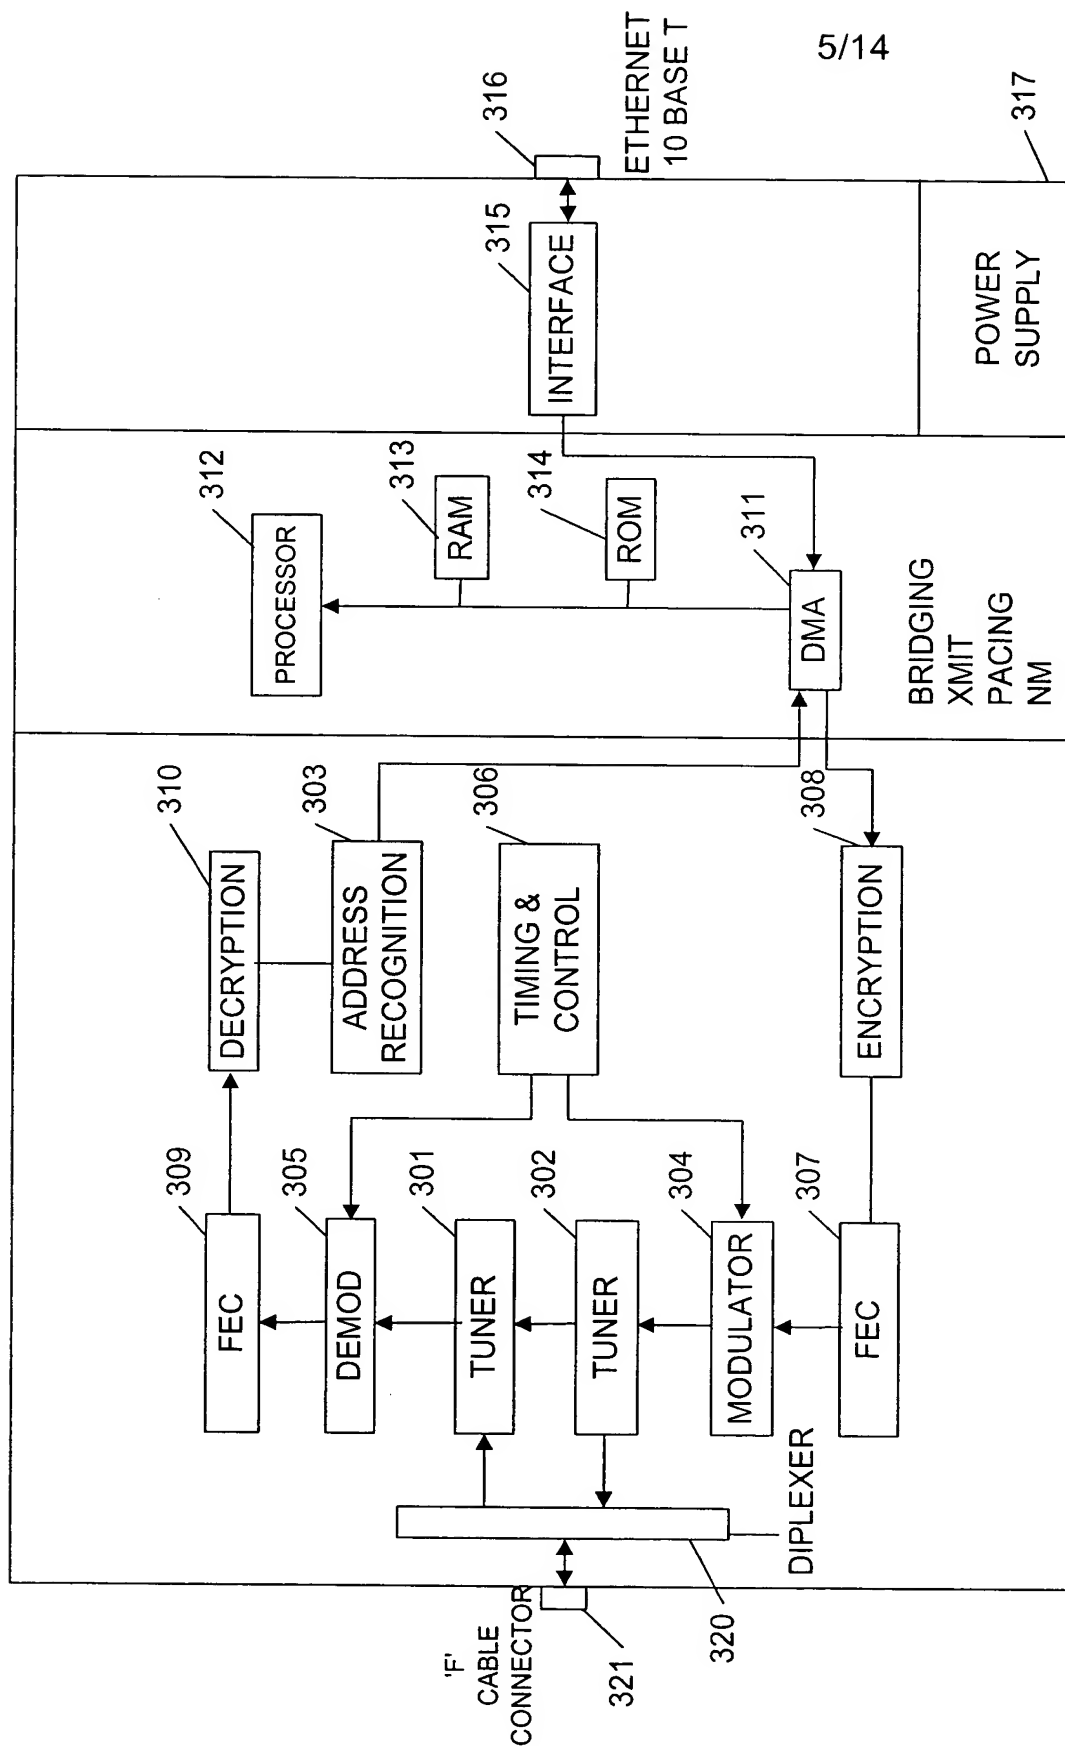 5/14
'F'
CABLE
CONNECTOR
321
320
DIPLEXER
FEC
309
DEMOD
305
TUNER
301
TUNER
302
MODULATOR
304
FEC
307
DECRYPTION
310
ADDRESS
RECOGNITION
303
TIMING &
CONTROL
306
ENCRYPTION
308
PROCESSOR
312
RAM
313
ROM
314
DMA
311
BRIDGING
XMIT
PACING
NM
INTERFACE
315
316
ETHERNET
10 BASE T
POWER
SUPPLY
317